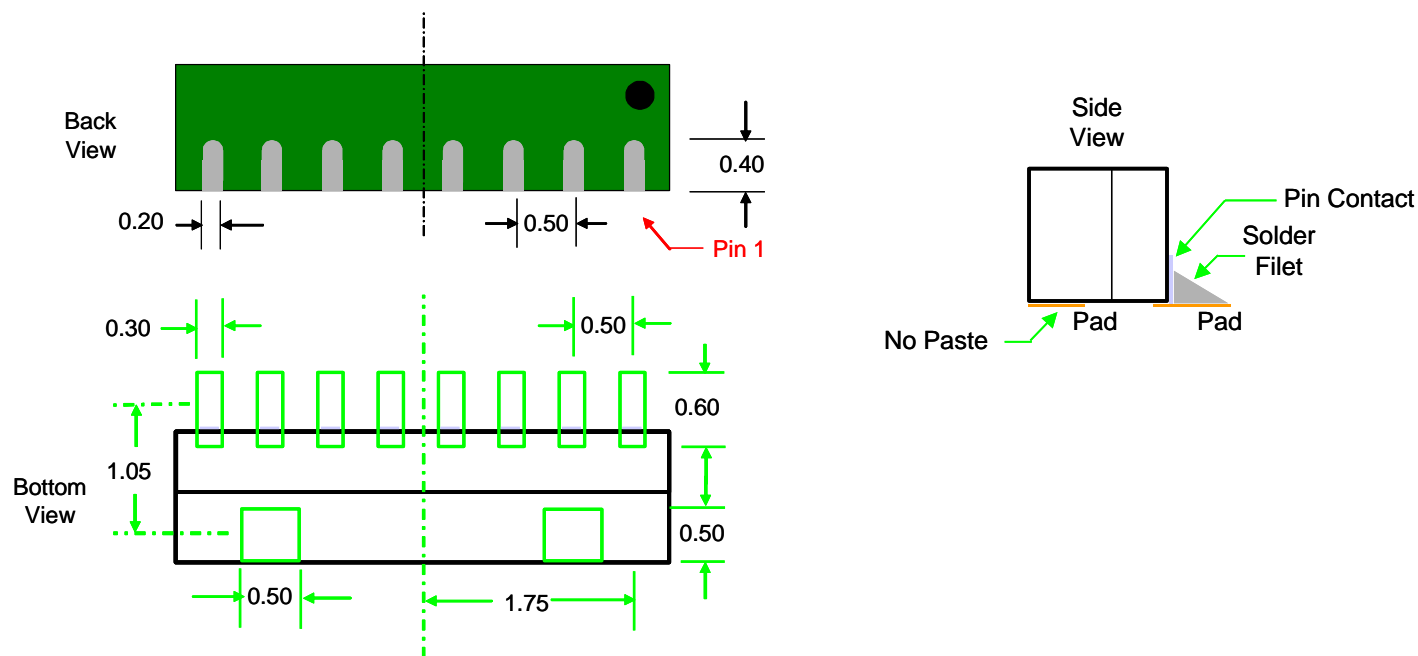 Back
View
0.40
0.20
0.50
Pin 1
Side
View
Pin Contact
Solder
Filet
Pad
Pad
No Paste
0.30
0.50
0.60
1.05
Bottom
View
0.50
0.50
1.75